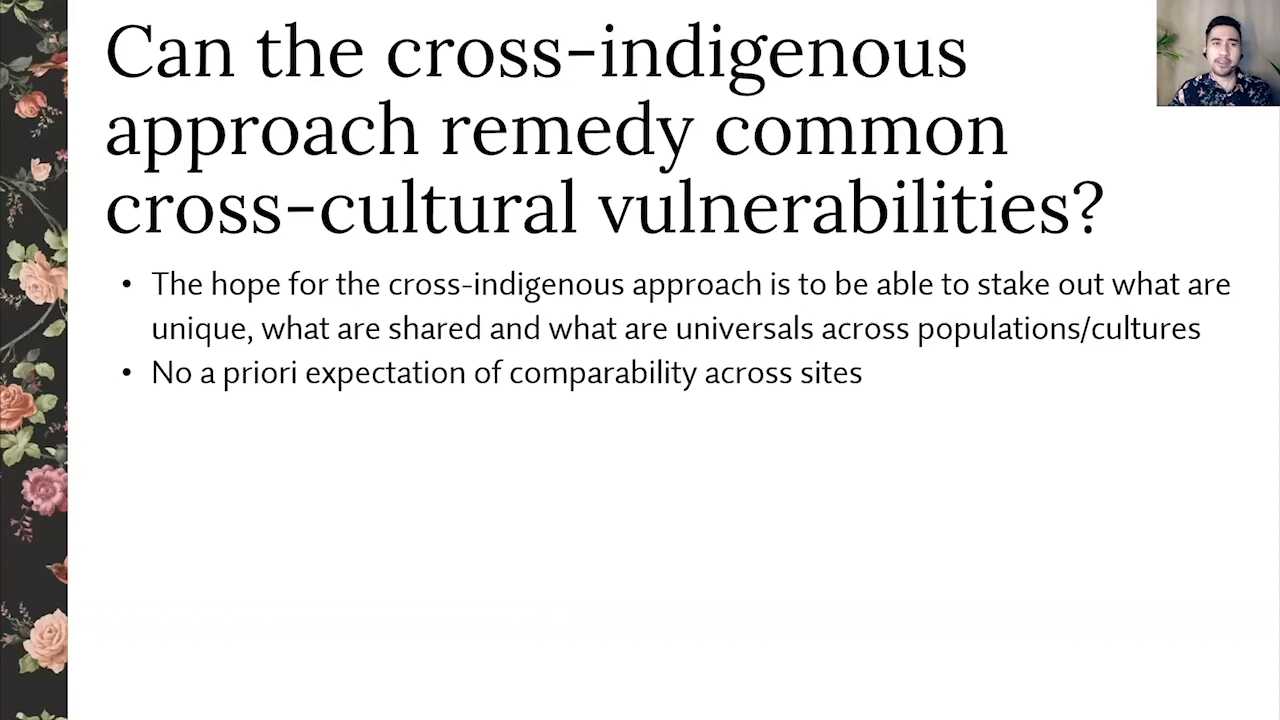 Can the cross-indigenous
approach remedy common
cross-cultural vulnerabilities?
• The hope for the cross-indigenous approach is to be able to stake out what are
unique, what are shared and what are universals across populations/cultures
• No a priori expectation of comparability across sites